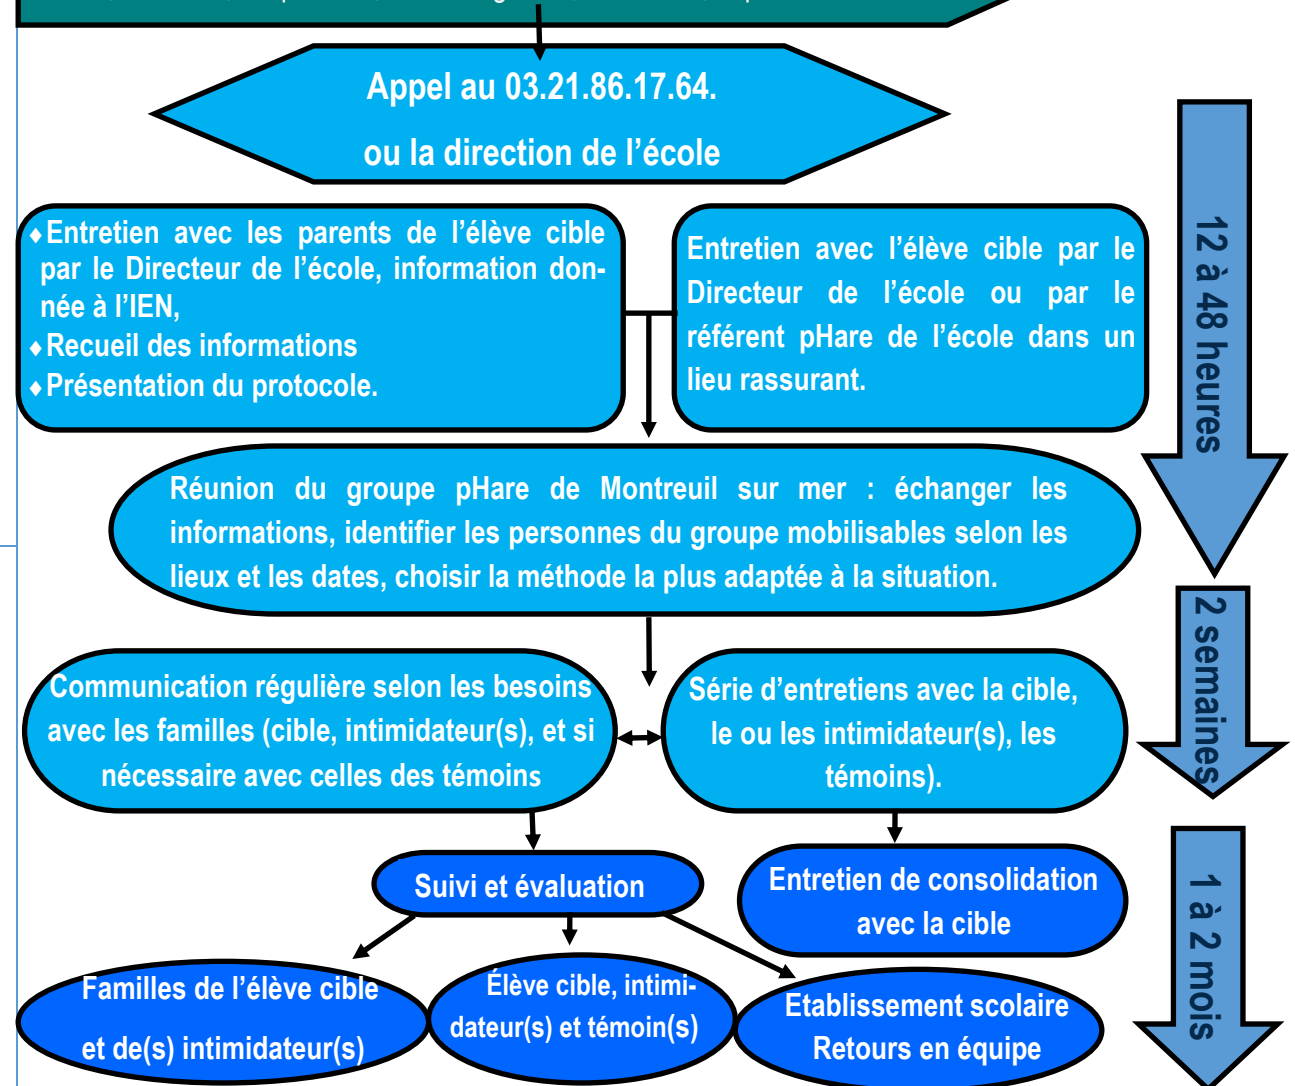 Appel au 03.21.86.17.64.
ou la direction de l'école
♦Entretien avec les parents de l'élève cible
par le Directeur de l'école, information don-
née à l'IEN,
♦Recueil des informations
♦Présentation du protocole.
Entretien avec l'élève cible par le
Directeur de l'école ou par le
référent pHare de l'école dans un
lieu rassurant.
12 à 48 heures
Réunion du groupe pHare de Montreuil sur mer : échanger les
informations, identifier les personnes du groupe mobilisables selon les
lieux et les dates, choisir la méthode la plus adaptée à la situation.
2 semaines
Communication régulière selon les besoins
avec les familles (cible, intimidateur(s), et si
nécessaire avec celles des témoins
Série d'entretiens avec la cible,
le ou les intimidateur(s), les
témoins).
Suivi et évaluation
Entretien de consolidation
avec la cible
1 à 2 mois
Familles de l'élève cible
et de(s) intimidateur(s)
Élève cible, intimi-
dateur(s) et témoin(s)
Etablissement scolaire
Retours en équipe